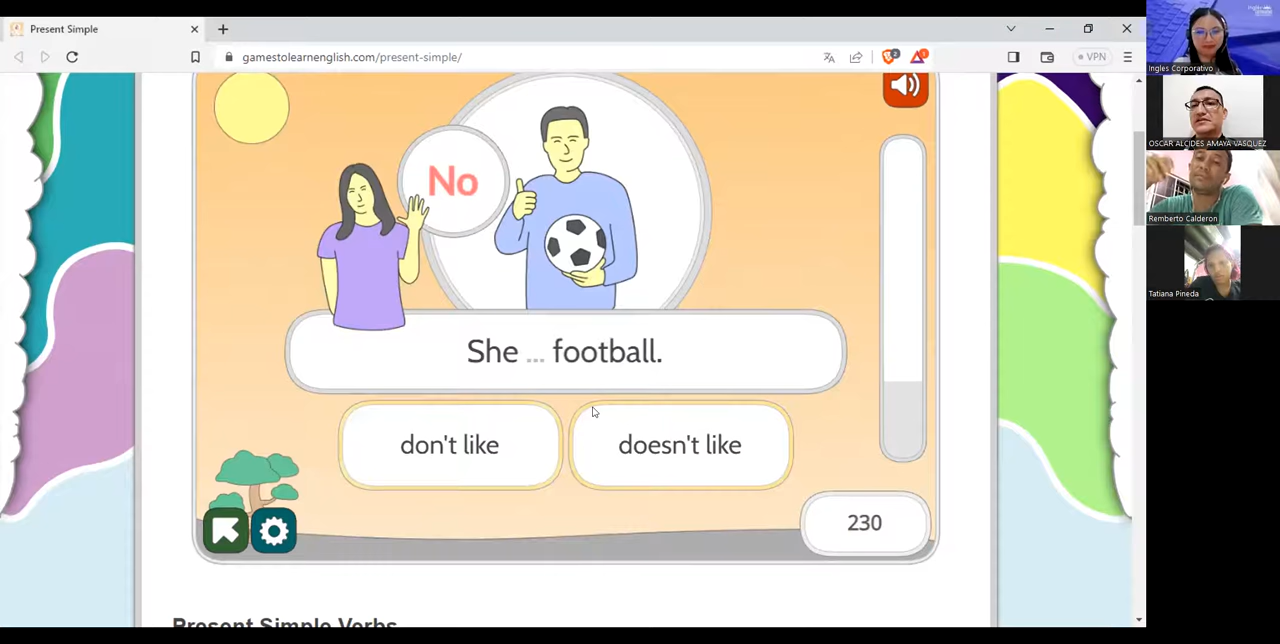 Present Simple
gamestolearnenglish.com/present-simple/
VPN
No
She ... football.
don't like
doesn't like
230
Present Simple Verbs
Ingles Corporativo
OSCAR ALCIDES AMAYA VASQUEZ
Remberto Calderon
Tatiana Pineda